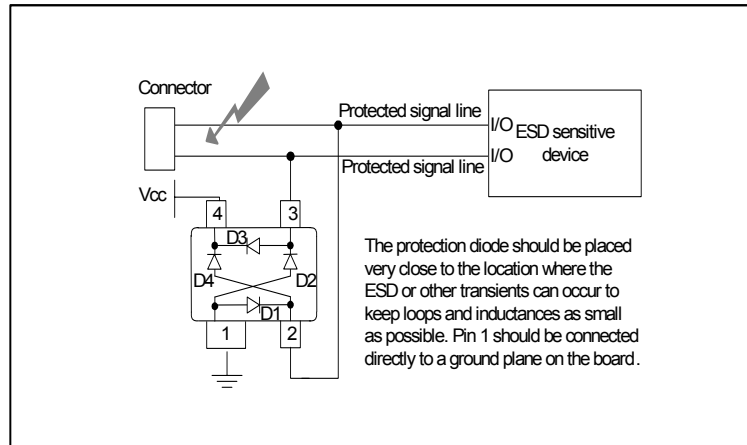 Connector
Protected signal line
I/O ESD sensitive
device
Protected signal line
I/O
Vcc
4
3
D3
D4
D2
D1
1
2
The protection diode should be placed
very close to the location where the
ESD or other transients can occur to
keep loops and inductances as small
as possible. Pin 1 should be connected
directly to a ground plane on the board.